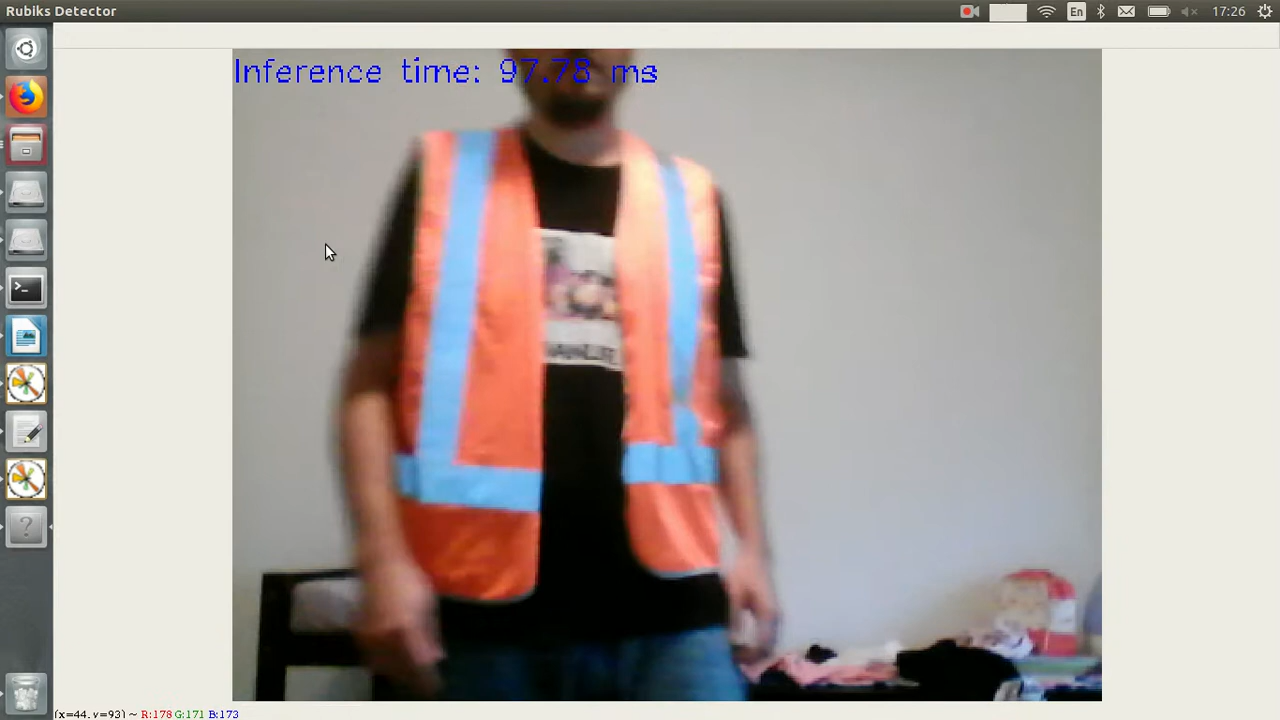 Rubiks Detector
En
17:26
Inference time: 97.78 ms
(x=44, y=93) ~ R:178 G:171 B:173